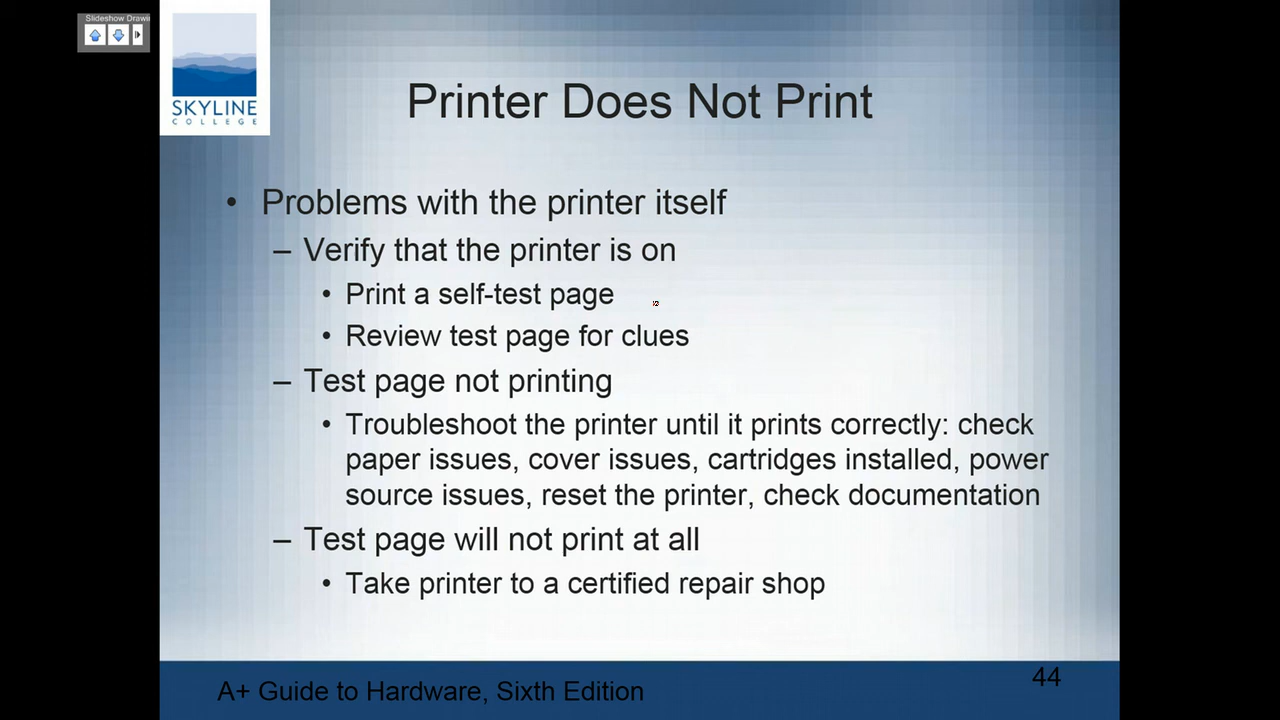 Slideshow Drawi
SKYLINE
COLLEGE
Printer Does Not Print
• Problems with the printer itself
– Verify that the printer is on
• Print a self-test page
• Review test page for clues
– Test page not printing
• Troubleshoot the printer until it prints correctly: check
paper issues, cover issues, cartridges installed, power
source issues, reset the printer, check documentation
– Test page will not print at all
• Take printer to a certified repair shop
A+ Guide to Hardware, Sixth Edition
44